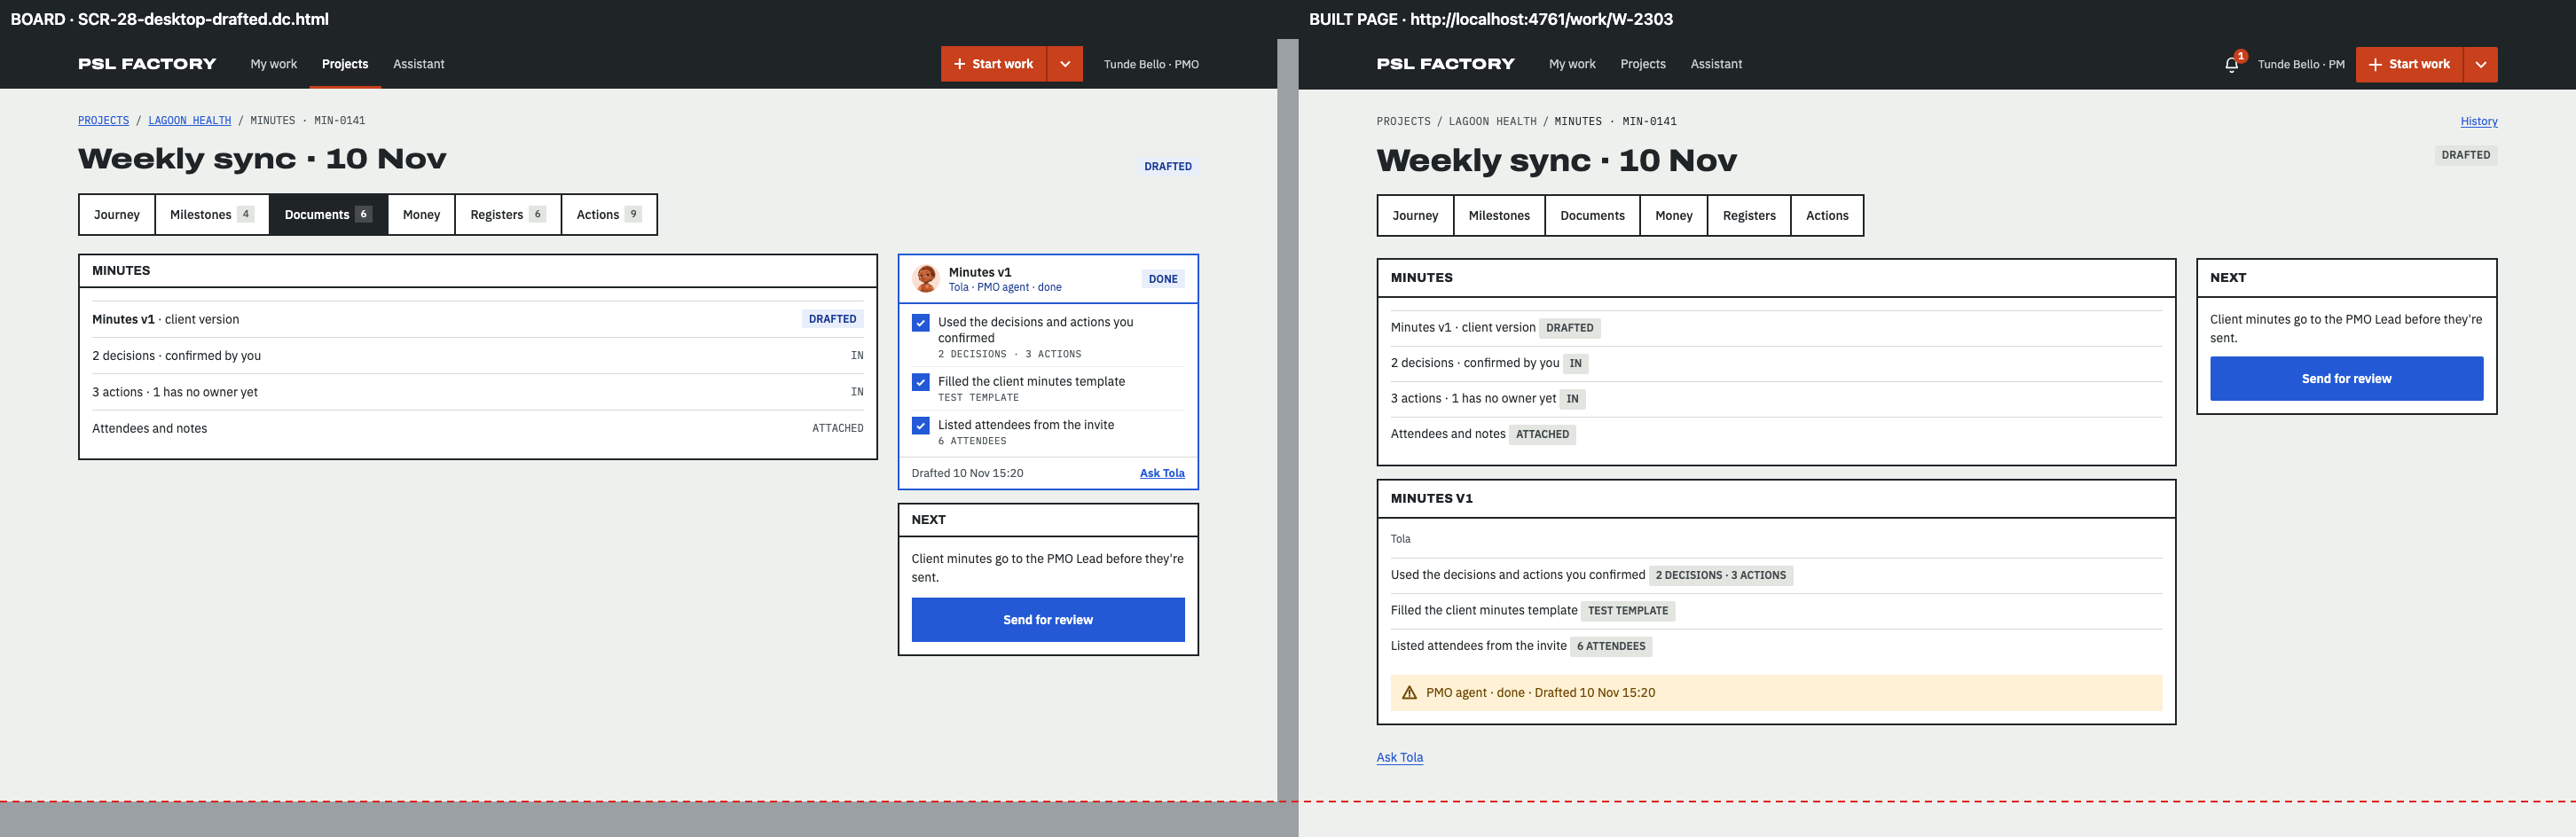 BOARD · SCR-28-desktop-drafted.dc.html
PSL FACTORY
My work
Projects
Assistant
Start work
Tunde Bello · PMO
PROJECTS / LAGOON HEALTH / MINUTES · MIN-0141
Weekly sync · 10 Nov
DRAFTED
Journey
Milestones 4
Documents 6
Money
Registers 6
Actions 9
MINUTES
Minutes v1 · client version DRAFTED
2 decisions · confirmed by you IN
3 actions · 1 has no owner yet IN
Attendees and notes ATTACHED
Minutes v1
Tola · PMO agent · done
DONE
Used the decisions and actions you
confirmed
2 DECISIONS · 3 ACTIONS
Filled the client minutes template
TEST TEMPLATE
Listed attendees from the invite
6 ATTENDEES
Drafted 10 Nov 15:20 Ask Tola
NEXT
Client minutes go to the PMO Lead before they're
sent.
Send for review
BUILT PAGE · http://localhost:4761/work/W-2303
PSL FACTORY
My work
Projects
Assistant
1
Tunde Bello · PM
Start work
PROJECTS / LAGOON HEALTH / MINUTES · MIN-0141
History
Weekly sync · 10 Nov
DRAFTED
Journey
Milestones
Documents
Money
Registers
Actions
MINUTES
Minutes v1 · client version DRAFTED
2 decisions · confirmed by you IN
3 actions · 1 has no owner yet IN
Attendees and notes ATTACHED
NEXT
Client minutes go to the PMO Lead before they're
sent.
Send for review
MINUTES V1
Tola
Used the decisions and actions you confirmed 2 DECISIONS · 3 ACTIONS
Filled the client minutes template TEST TEMPLATE
Listed attendees from the invite 6 ATTENDEES
PMO agent · done · Drafted 10 Nov 15:20
Ask Tola